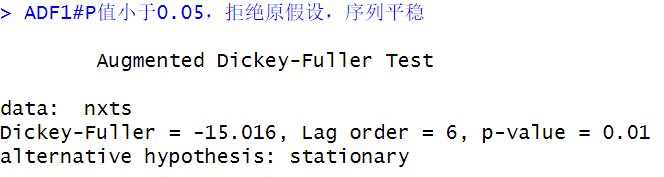 > ADF1#P值小于0.05，拒绝原假设，序列平稳
Augmented Dickey-Fuller Test
data:  nxts
Dickey-Fuller = -15.016, Lag order = 6, p-value = 0.01
alternative hypothesis: stationary